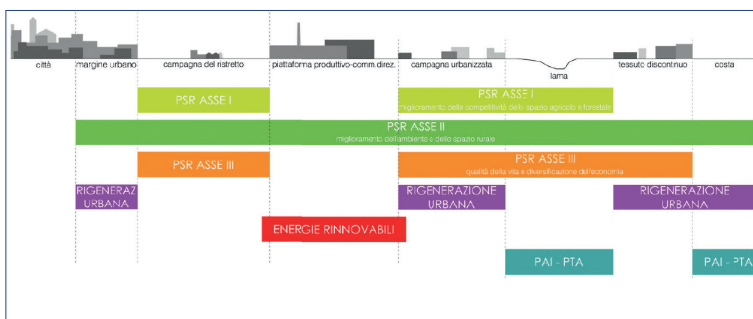 città margine urbano campagna del ristretto piattaforma produttivo-comm.direz. campagna urbanizzata lama tessuto discontinuo costa
PSR ASSE I
PSR ASSE I
miglioramento della competitività dello spazio agricolo e forestale
PSR ASSE II
miglioramento dell'ambiente e dello spazio rurale
PSR ASSE III
PSR ASSE III
qualità della vita e diversificazione dell'economia
RIGENERAZ
URBANA
RIGENERAZIONE
URBANA
RIGENERAZIONE
URBANA
ENERGIE RINNOVABILI
PAI - PTA
PAI - PTA